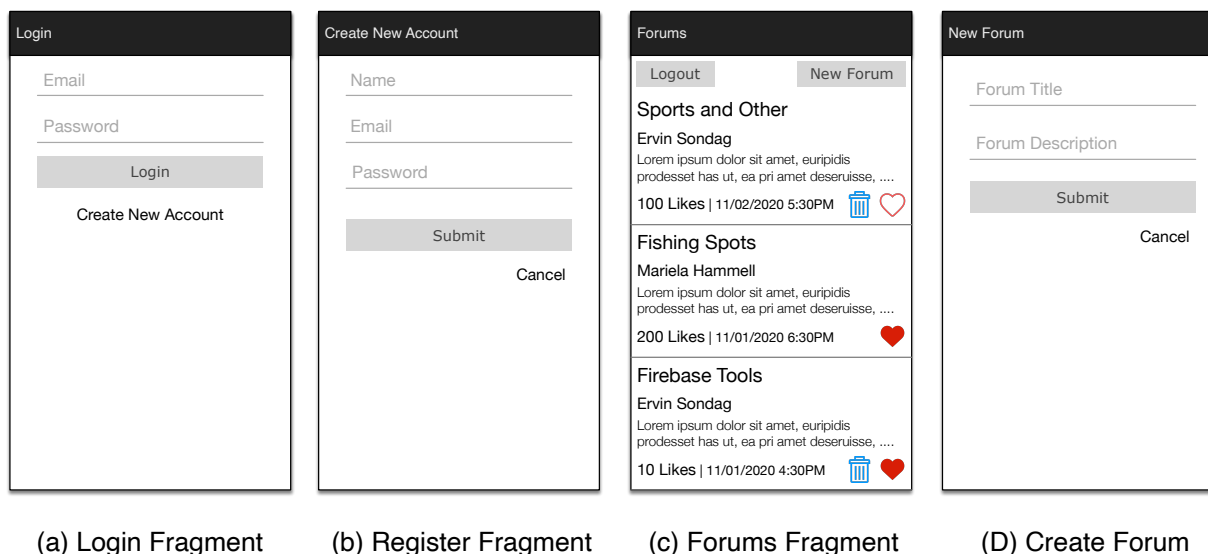 Login
Email
Password
Login
Create New Account
(a) Login Fragment
Create New Account
Name
Email
Password
Submit
Cancel
(b) Register Fragment
Forums
Logout
New Forum
Sports and Other
Ervin Sondag
Lorem ipsum dolor sit amet, euripidis
prodesset has ut, ea pri amet deseruisse, ....
100 Likes | 11/02/2020 5:30PM
Fishing Spots
Mariela Hammell
Lorem ipsum dolor sit amet, euripidis
prodesset has ut, ea pri amet deseruisse, ....
200 Likes | 11/01/2020 6:30PM
Firebase Tools
Ervin Sondag
Lorem ipsum dolor sit amet, euripidis
prodesset has ut, ea pri amet deseruisse, ....
10 Likes | 11/01/2020 4:30PM
(c) Forums Fragment
New Forum
Forum Title
Forum Description
Submit
Cancel
(D) Create Forum